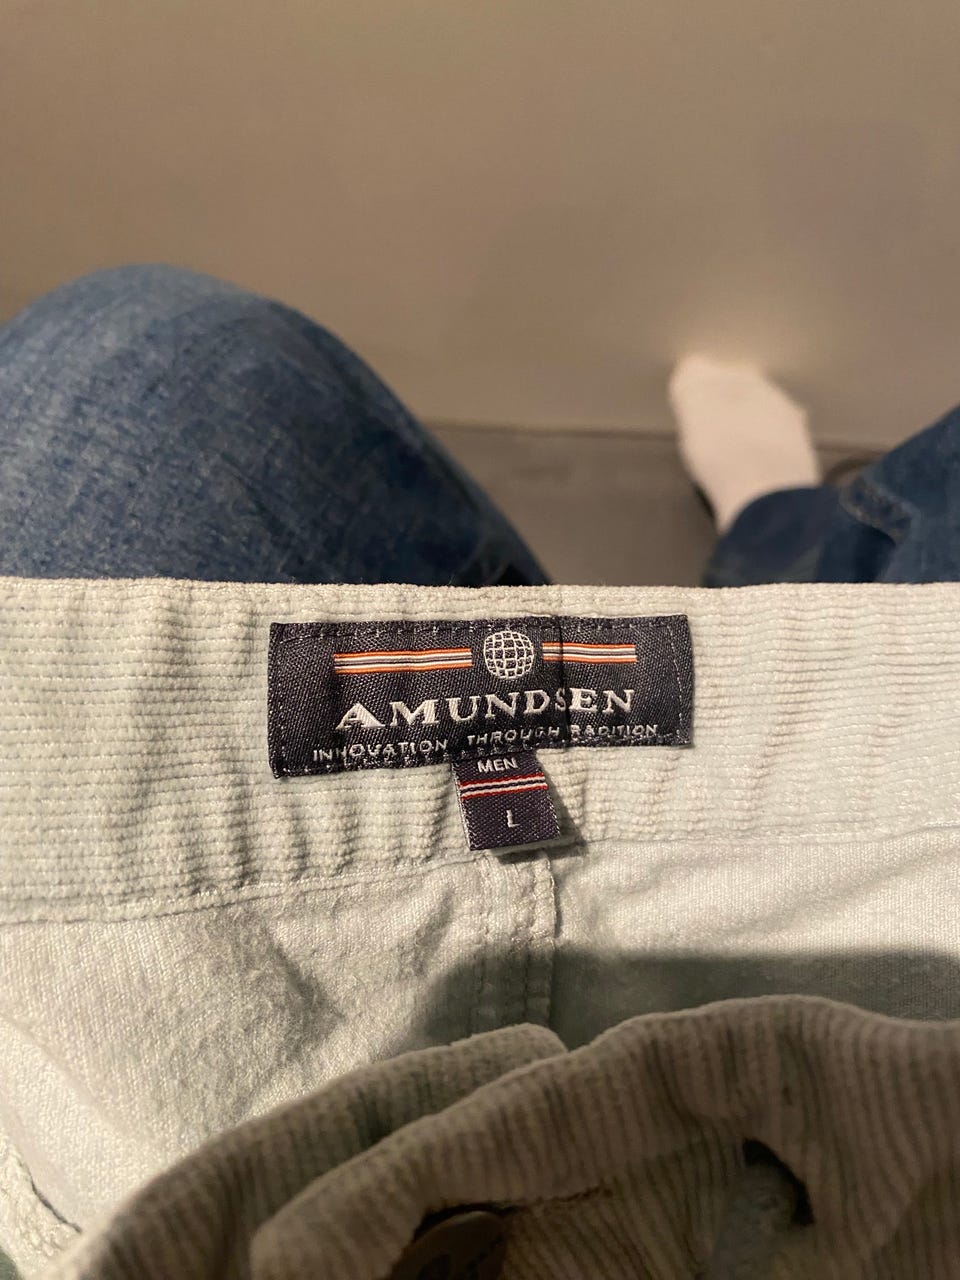 AMUNDSEN
INNOVATION THROUGH TRADITION
MEN
L